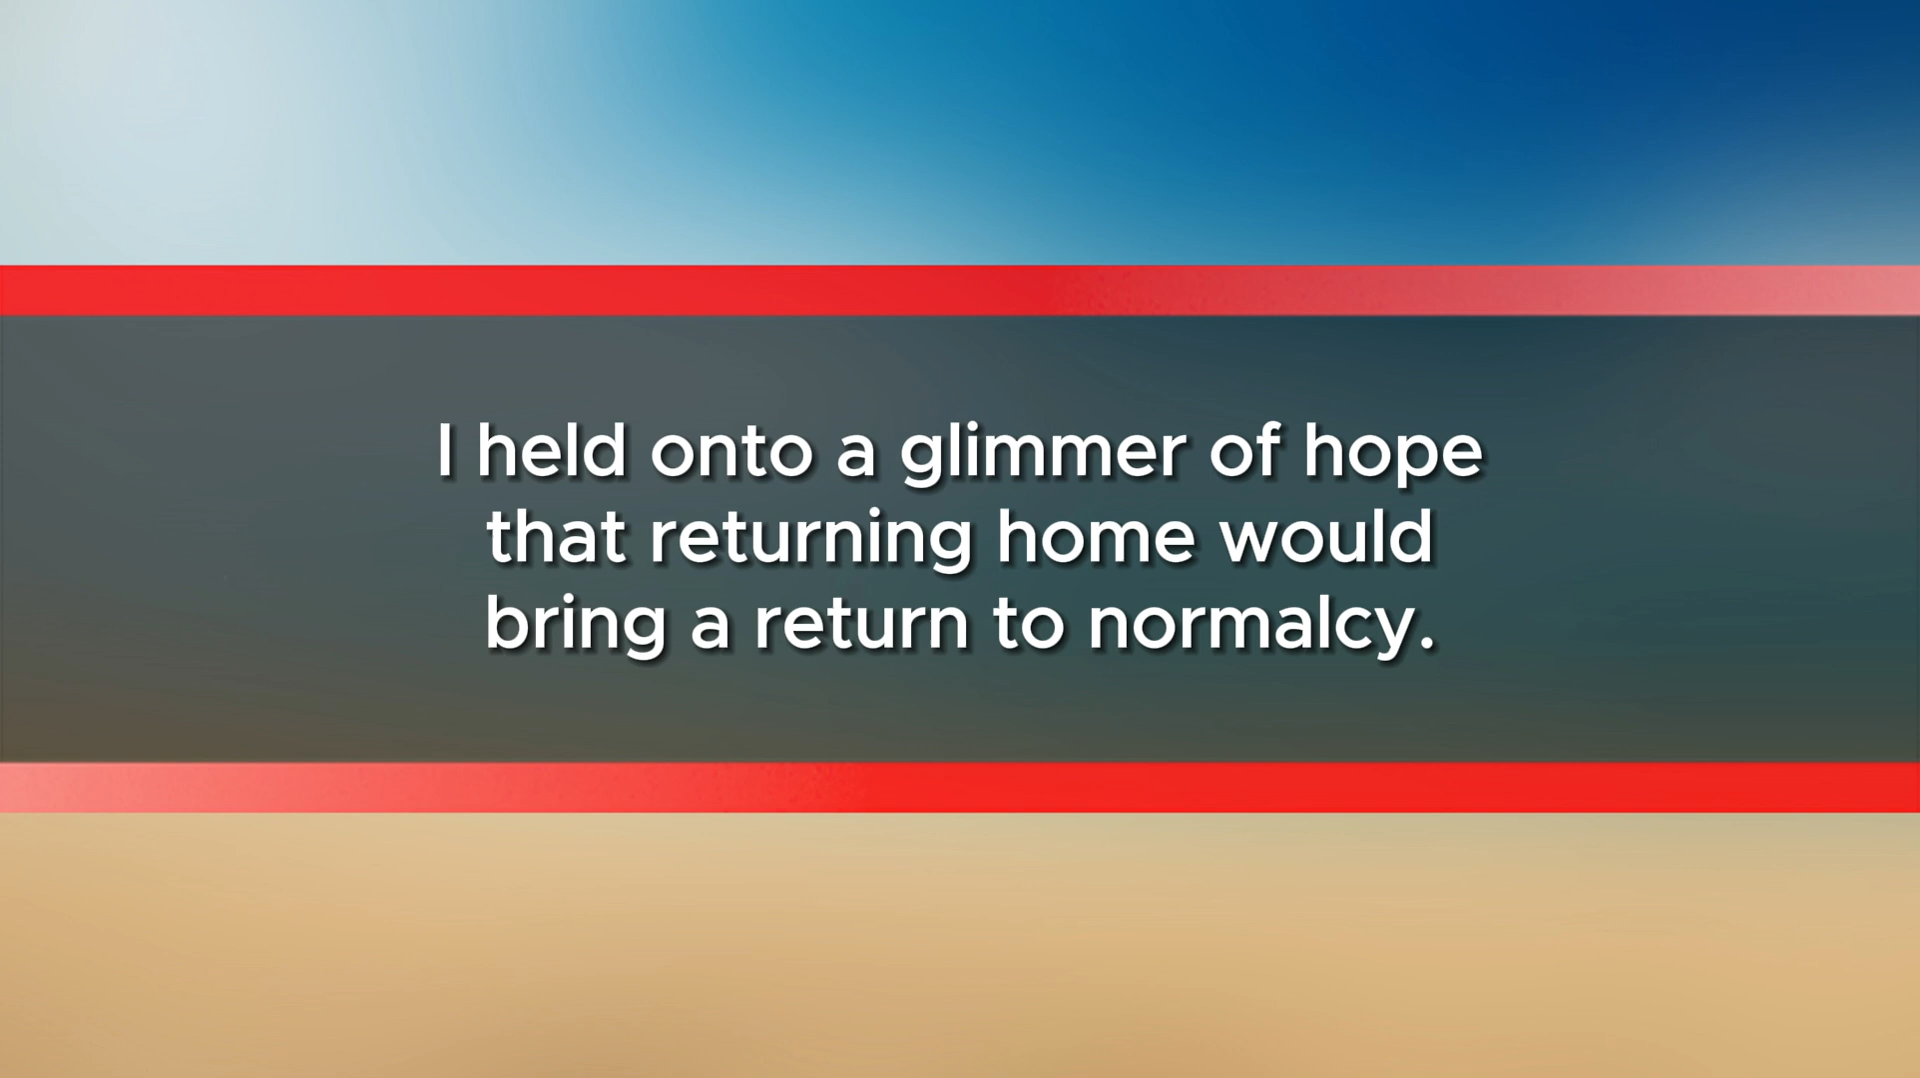 I held onto a glimmer of hope
that returning home would
bring a return to normalcy.